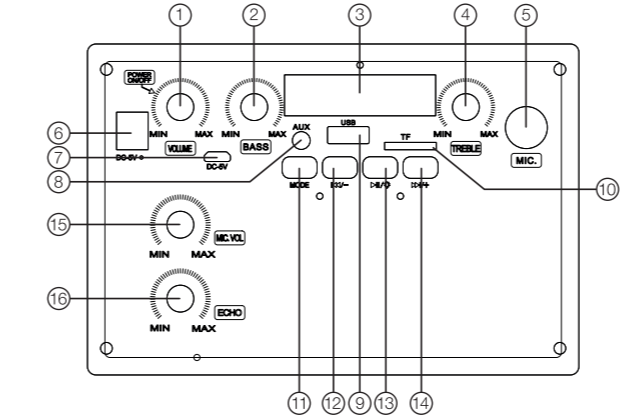 1 2 3 4 5
POWER ON/OFF
MIN MAX
VOLUME
MIN MAX
BASS
AUX
USB
TF
MIN MAX
TREBLE
MIC.
6
7
8
DC-5V
DC-5V
10
MODE
/−
/+
15
MIN MAX
MIC. VOL
16
MIN MAX
ECHO
11 12 9 13 14